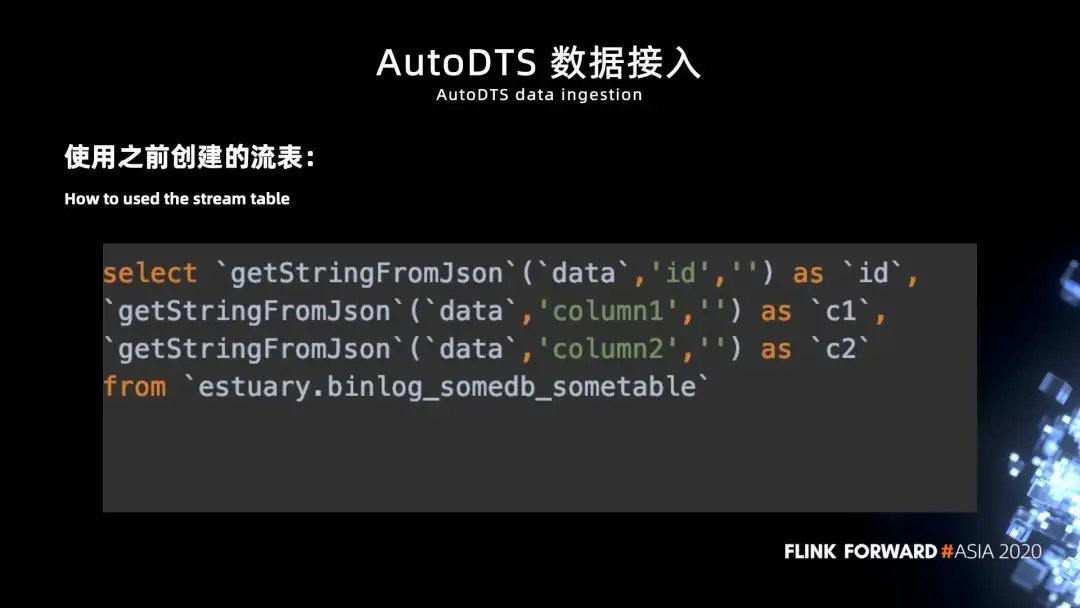 AutoDTS 数据接入
AutoDTS data ingestion
使用之前创建的流表：
How to used the stream table
select `getStringFromJson`(`data`,'id','') as `id`,
`getStringFromJson`(`data`,'column1','') as `c1`,
`getStringFromJson`(`data`,'column2','') as `c2`
from `estuary.binlog_somedb_sometable`
FLINK FORWARD #ASIA 2020